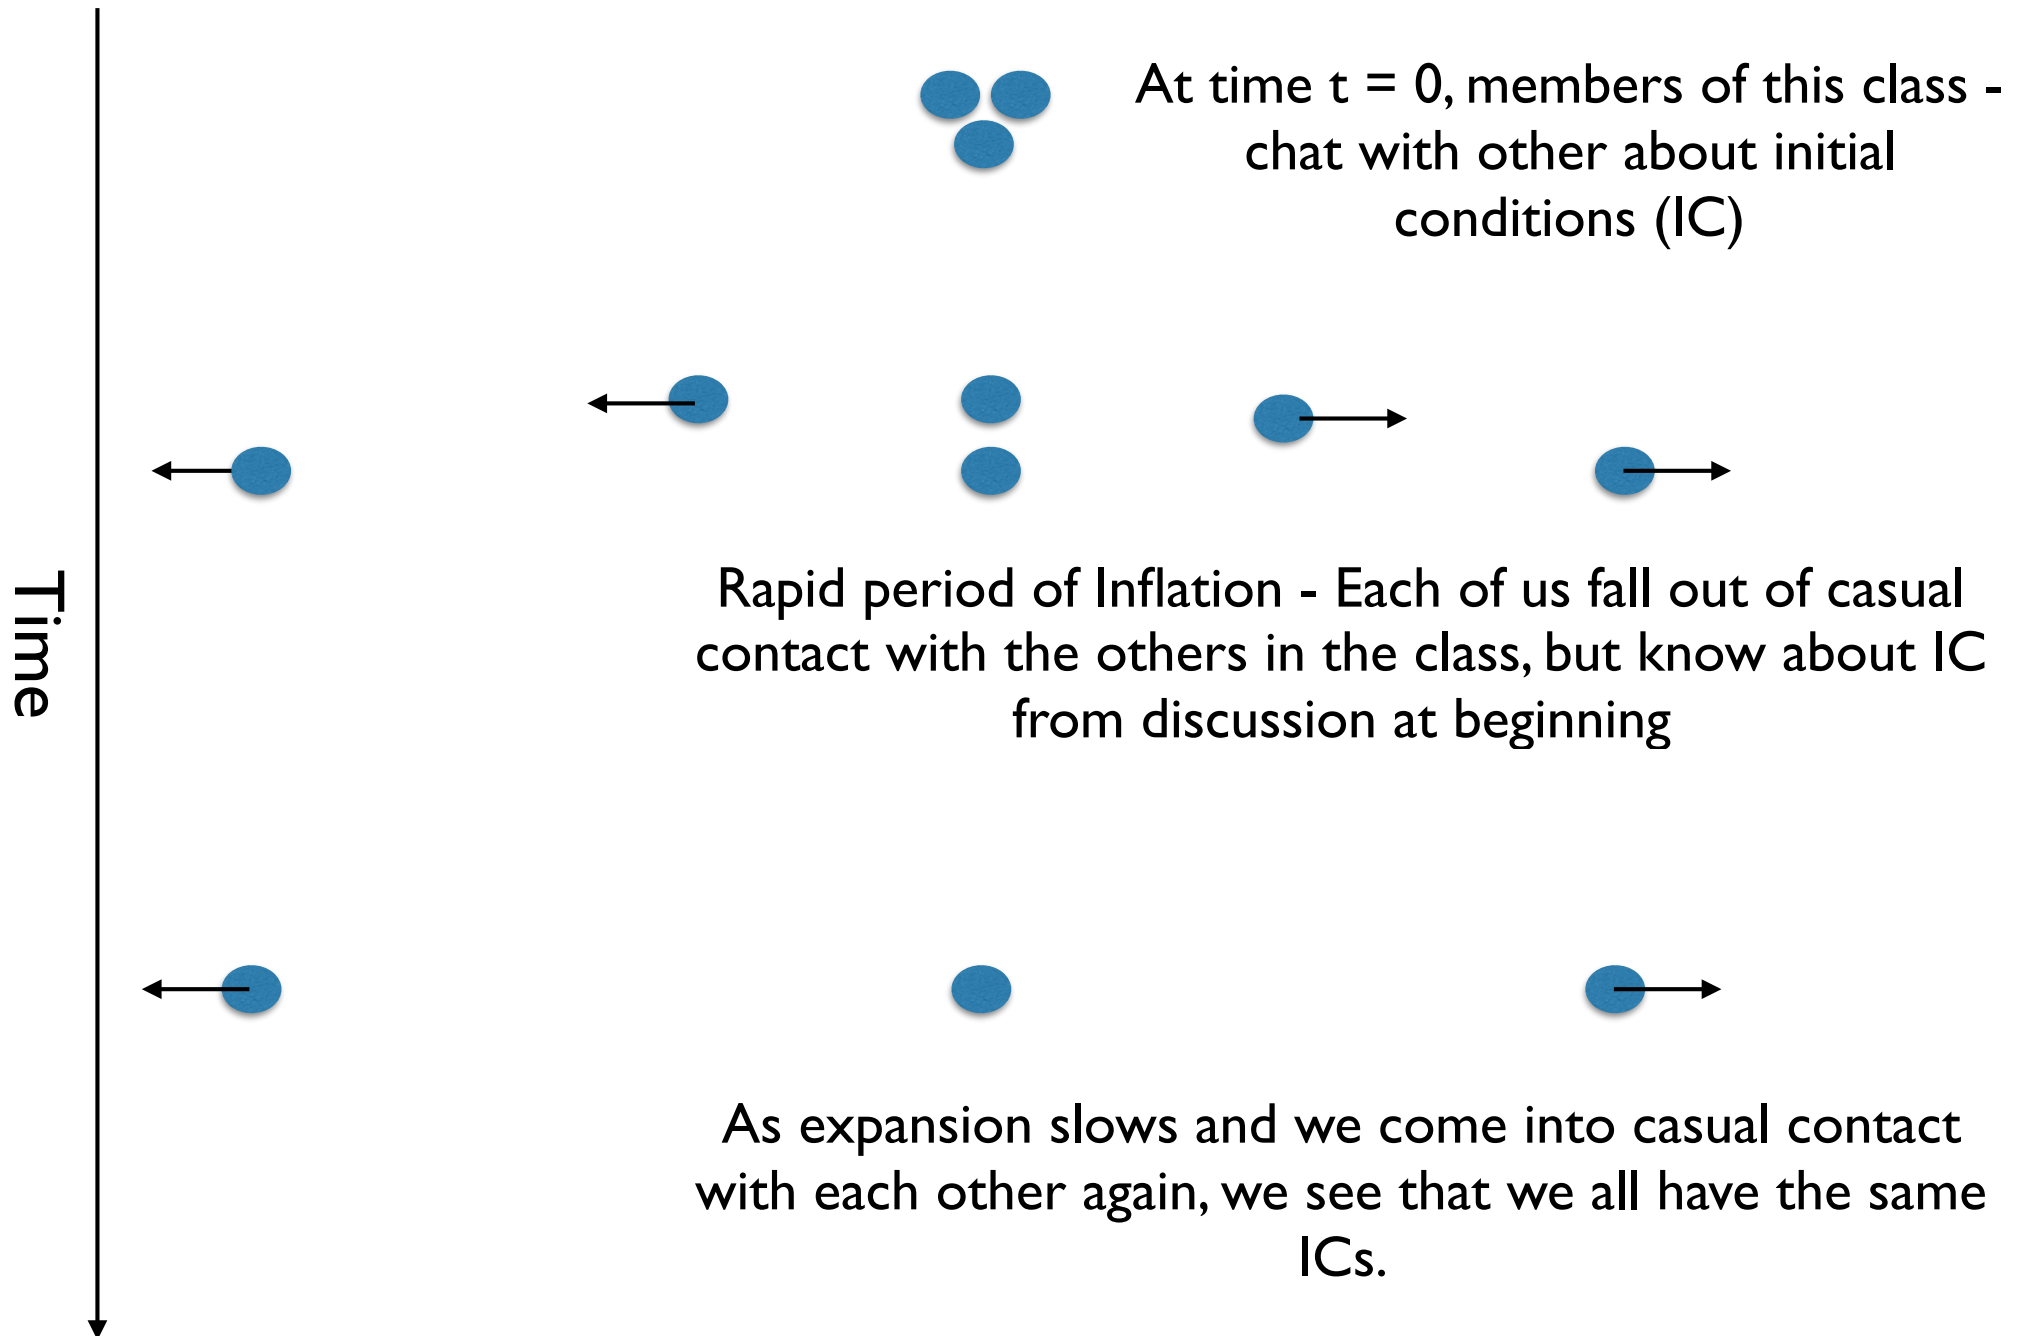 At time t = 0, members of this class -
chat with other about initial
conditions (IC)
Rapid period of Inflation - Each of us fall out of casual
contact with the others in the class, but know about IC
from discussion at beginning
Time
As expansion slows and we come into casual contact
with each other again, we see that we all have the same
ICs.